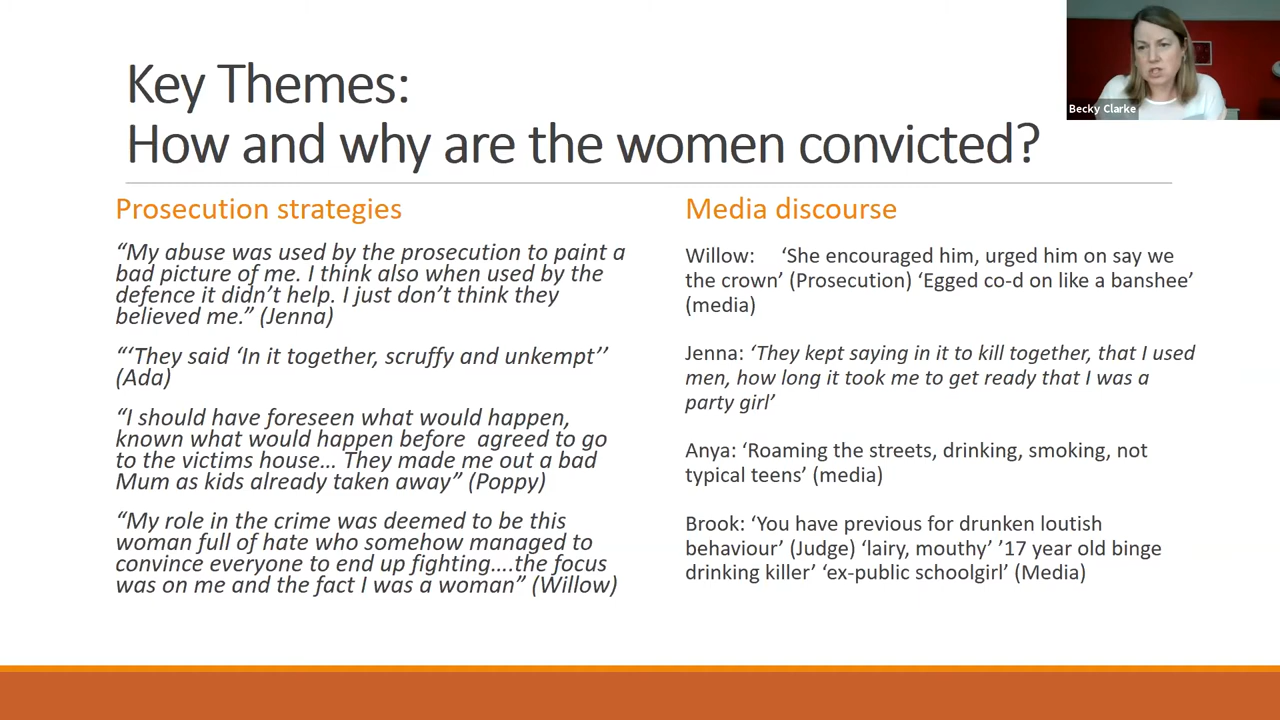 Key Themes:
How and why are the women convicted?
Becky Clarke
Prosecution strategies
“My abuse was used by the prosecution to paint a
bad picture of me. I think also when used by the
defence it didn’t help. I just don’t think they
believed me.” (Jenna)
“‘They said ‘In it together, scruffy and unkempt’’
(Ada)
“I should have foreseen what would happen,
known what would happen before agreed to go
to the victims house… They made me out a bad
Mum as kids already taken away” (Poppy)
“My role in the crime was deemed to be this
woman full of hate who somehow managed to
convince everyone to end up fighting….the focus
was on me and the fact I was a woman” (Willow)
Media discourse
Willow: ‘She encouraged him, urged him on say we
the crown’ (Prosecution) ‘Egged co-d on like a banshee’
(media)
Jenna: ‘They kept saying in it to kill together, that I used
men, how long it took me to get ready that I was a
party girl’
Anya: ‘Roaming the streets, drinking, smoking, not
typical teens’ (media)
Brook: ‘You have previous for drunken loutish
behaviour’ (Judge) ‘lairy, mouthy’ ’17 year old binge
drinking killer’ ‘ex-public schoolgirl’ (Media)